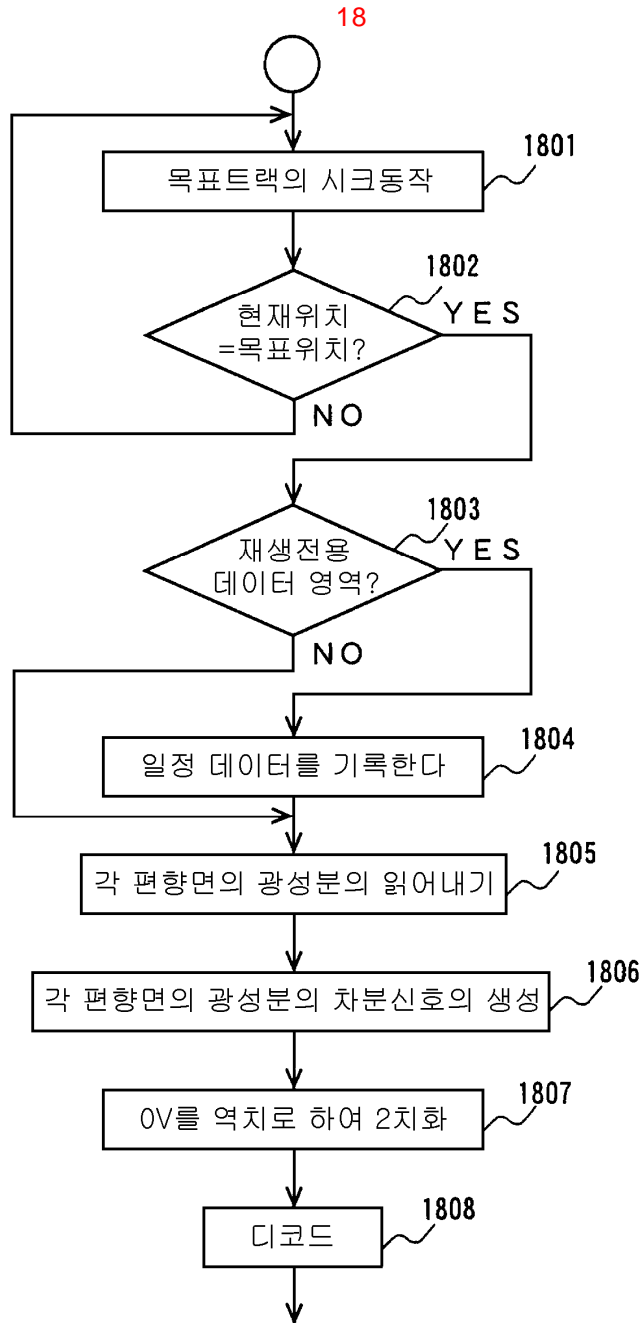 18
1801
목표트랙의 시크동작
1802
현재위치
=목표위치?
YES
NO
1803
재생전용
데이터 영역?
YES
NO
1804
일정 데이터를 기록한다
1805
각 편향면의 광성분의 읽어내기
1806
각 편향면의 광성분의 차분신호의 생성
1807
0V를 역치로 하여 2치화
1808
디코드